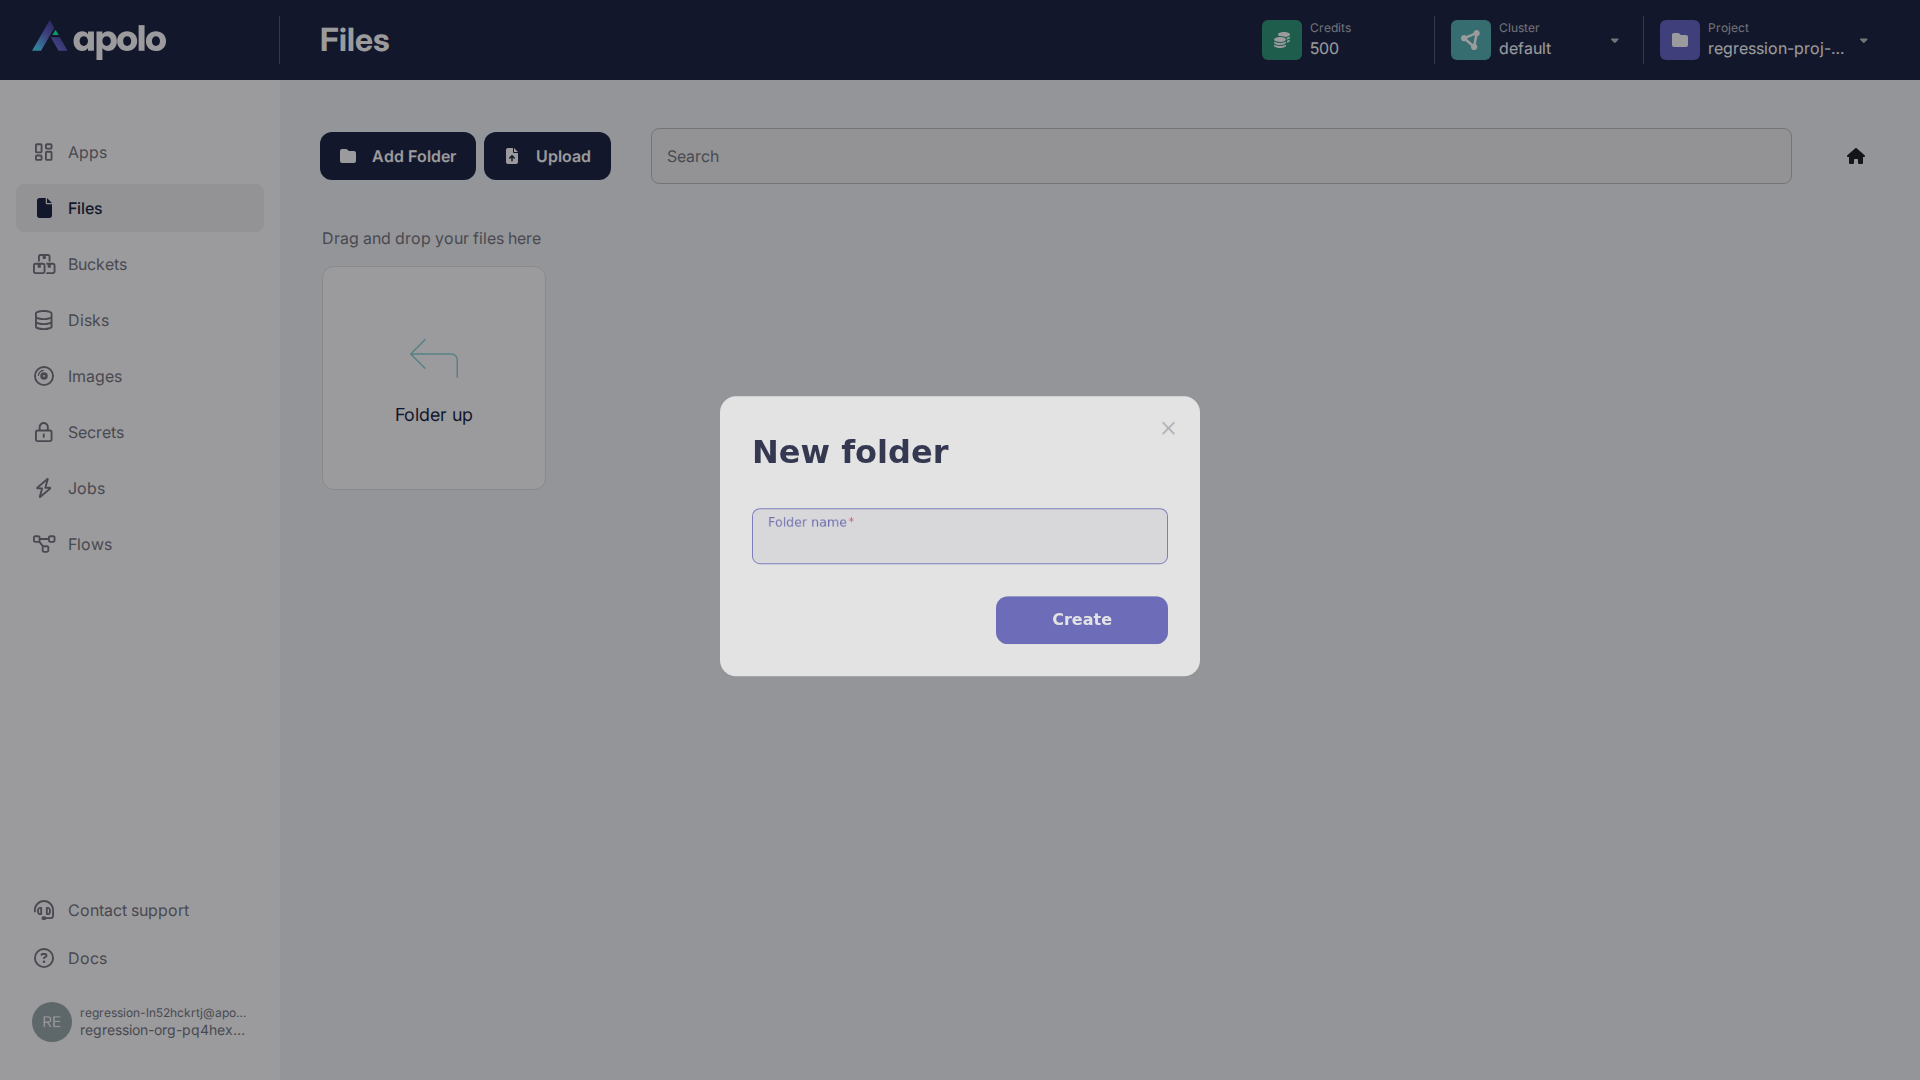 apolo
Files
Credits
500
Cluster
default
Project
regression-proj-...
Apps
Files
Buckets
Disks
Images
Secrets
Jobs
Flows
Contact support
Docs
RE
regression-ln52hckrtj@apo...
regression-org-pq4hex...
Add Folder
Upload
Search
Drag and drop your files here
Folder up
New folder
Folder name*
Create